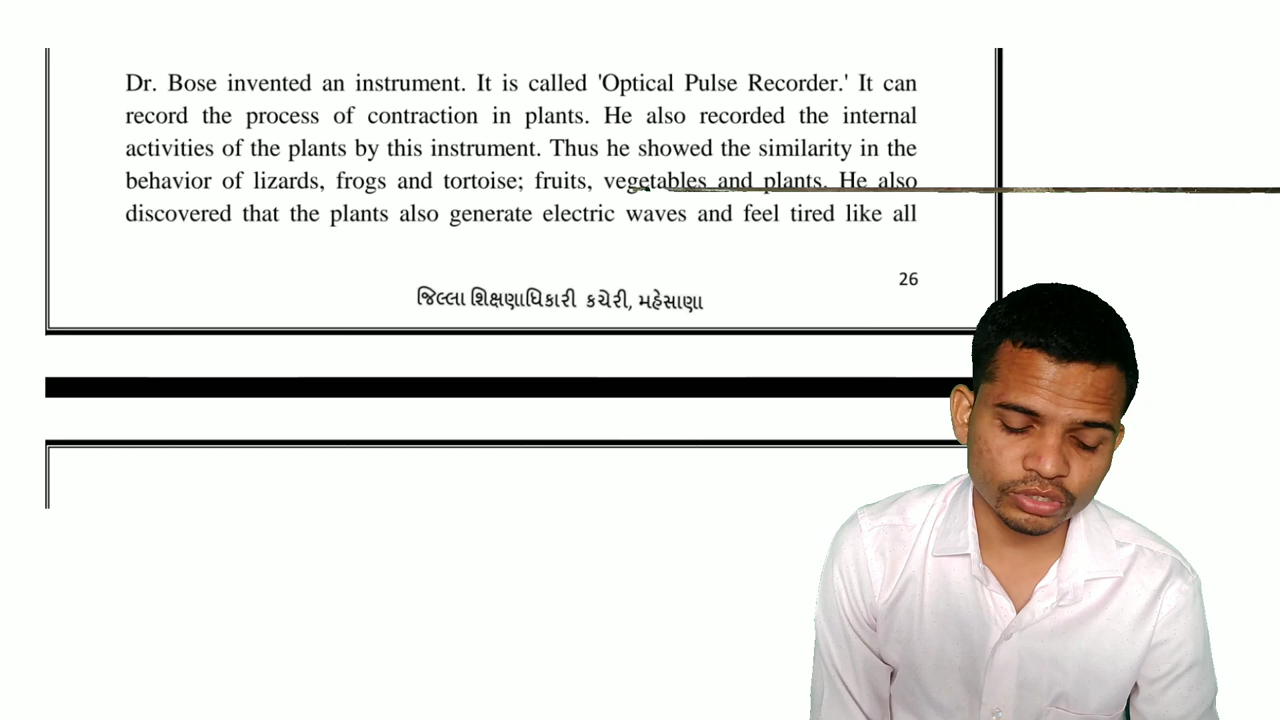 Dr. Bose invented an instrument. It is called 'Optical Pulse Recorder.' It can
record the process of contraction in plants. He also recorded the internal
activities of the plants by this instrument. Thus he showed the similarity in the
behavior of lizards, frogs and tortoise; fruits, vegetables and plants. He also
discovered that the plants also generate electric waves and feel tired like all
26
જિલ્લા શિક્ષણાધિકારી કચેરી, મહેસાણા